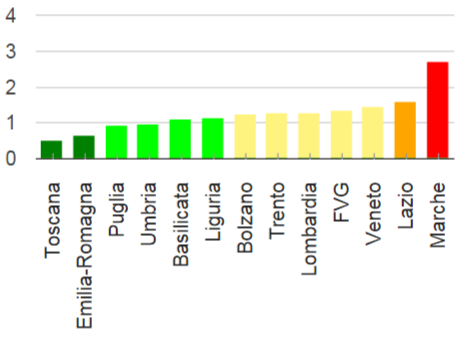 4
3
2
1
0
Toscana
Emilia-Romagna
Puglia
Umbria
Basilicata
Liguria
Bolzano
Trento
Lombardia
FVG
Veneto
Lazio
Marche